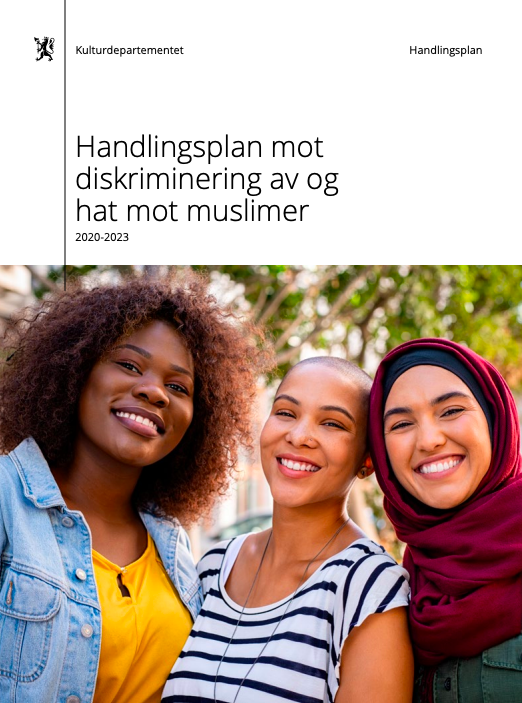 Kulturdepartementet
Handlingsplan
Handlingsplan mot
diskriminering av og
hat mot muslimer
2020-2023